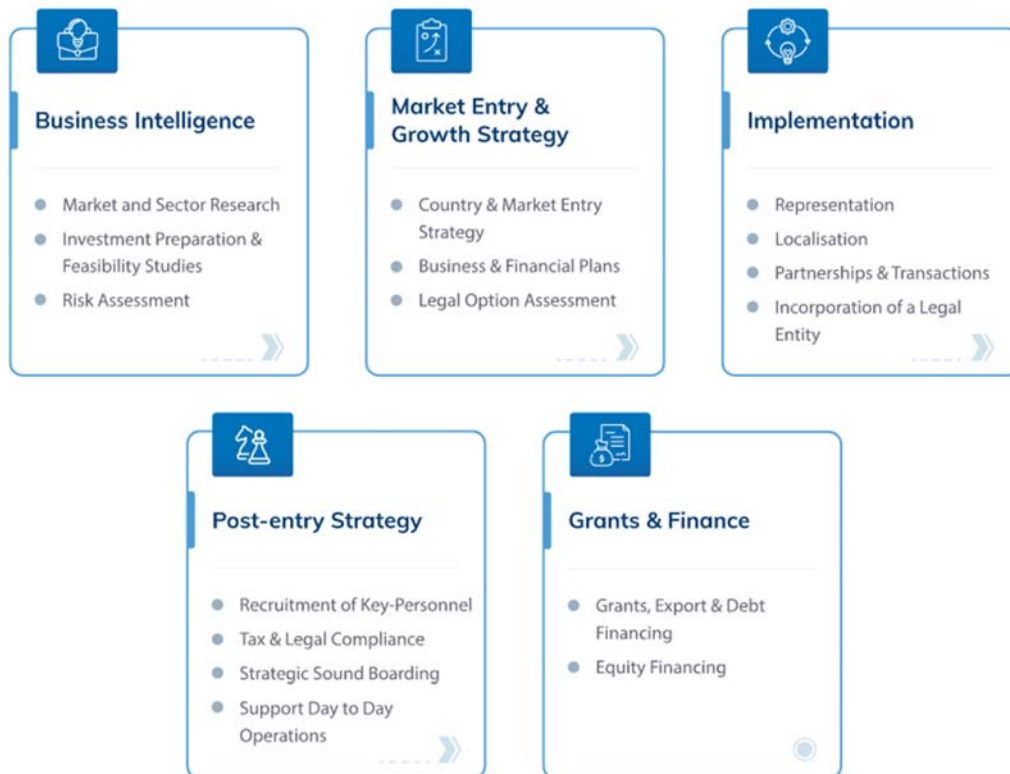 Business Intelligence
Market and Sector Research
Investment Preparation &
Feasibility Studies
Risk Assessment
Market Entry &
Growth Strategy
Country & Market Entry
Strategy
Business & Financial Plans
Legal Option Assessment
Implementation
Representation
Localisation
Partnerships & Transactions
Incorporation of a Legal
Entity
Post-entry Strategy
Recruitment of Key-Personnel
Tax & Legal Compliance
Strategic Sound Boarding
Support Day to Day
Operations
Grants & Finance
Grants, Export & Debt
Financing
Equity Financing